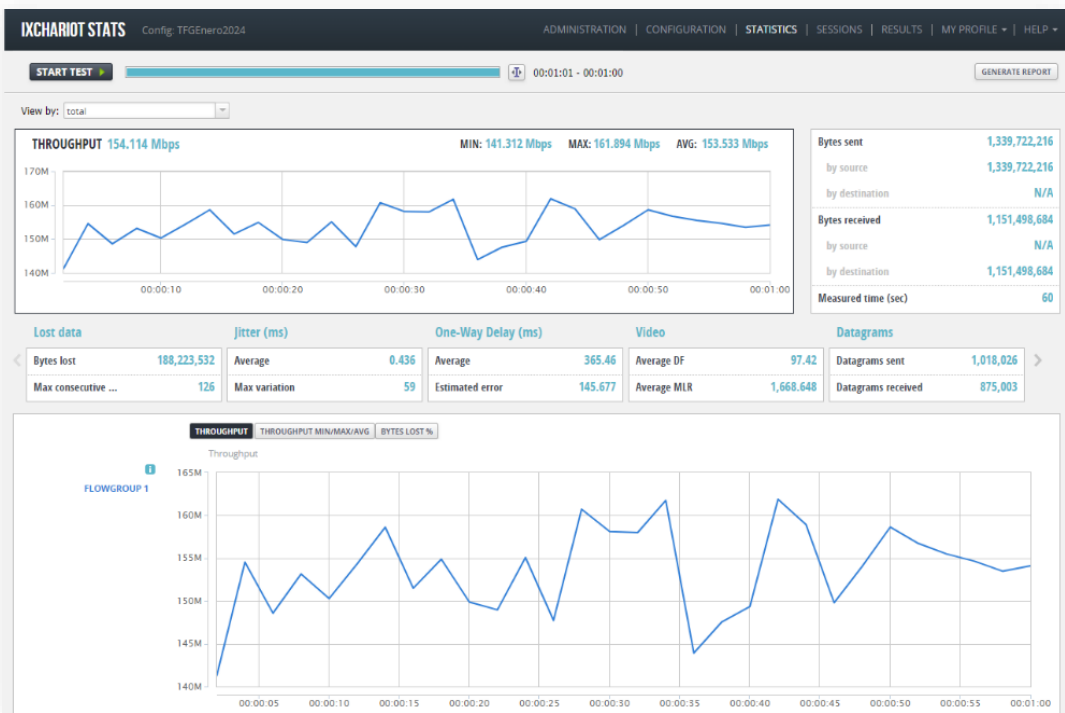 IXCHARIOT STATS Config: TFGEnero2024 ADMINISTRATION | CONFIGURATION | STATISTICS | SESSIONS | RESULTS | MY PROFILE | HELP
START TEST 00:01:01 - 00:01:00 GENERATE REPORT
View by: total
THROUGHPUT 154.114 Mbps MIN: 141.312 Mbps MAX: 161.894 Mbps AVG: 153.533 Mbps
170M
160M
150M
140M
00:00:10 00:00:20 00:00:30 00:00:40 00:00:50 00:01:00
Bytes sent 1,339,722,216
by source 1,339,722,216
by destination N/A
Bytes received 1,151,498,684
by source N/A
by destination 1,151,498,684
Measured time (sec) 60
Lost data Jitter (ms) One-Way Delay (ms) Video Datagrams
Bytes lost 188,223,532 Average 0.436 Average 365.46 Average DF 97.42 Datagrams sent 1,018,026
Max consecutive ... 126 Max variation 59 Estimated error 145.677 Average MLR 1,668.648 Datagrams received 875,003
THROUGHPUT THROUGHPUT MIN/MAX/AVG BYTES LOST %
Throughput
FLOWGROUP 1
165M
160M
155M
150M
145M
140M
00:00:05 00:00:10 00:00:15 00:00:20 00:00:25 00:00:30 00:00:35 00:00:40 00:00:45 00:00:50 00:00:55 00:01:00